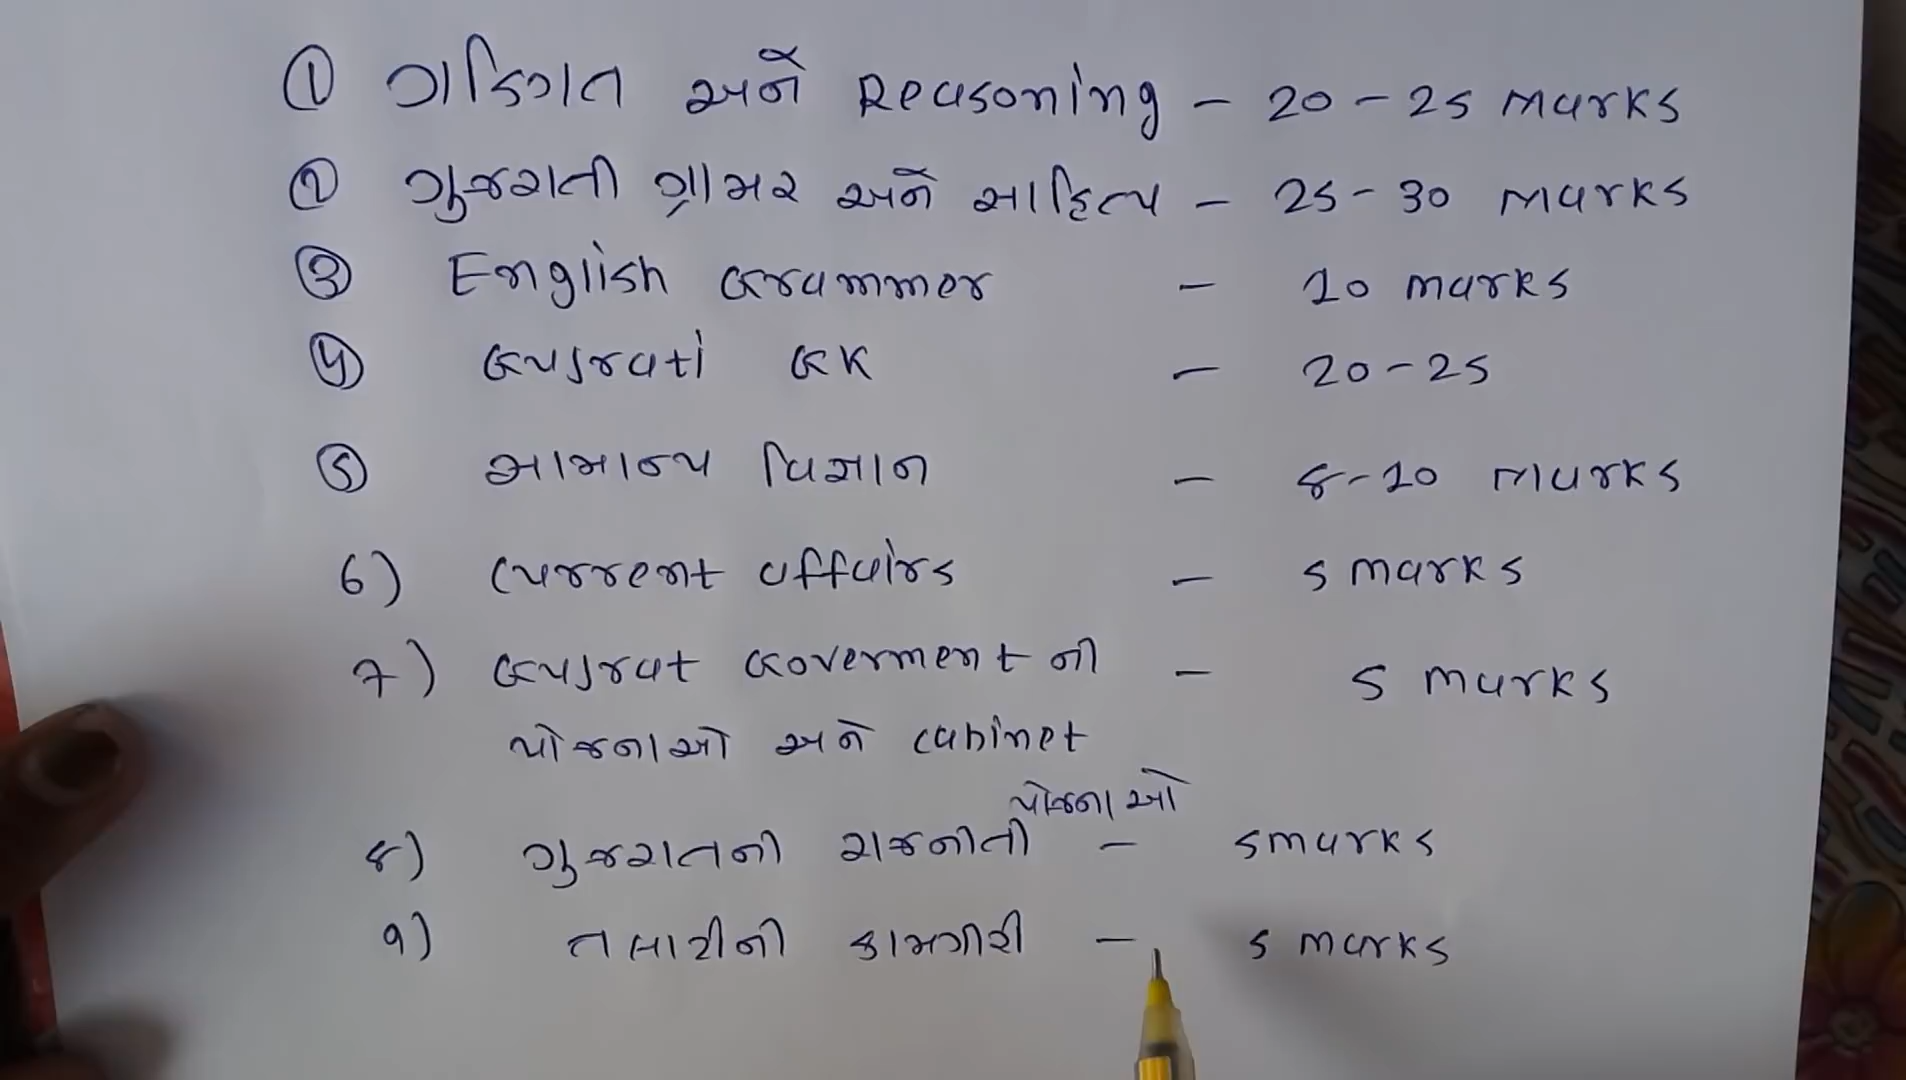 ① ગણિત અને Reasoning - 20 - 25 marks
② ગુજરાતી ગ્રામર અને સાહિત્ય - 25 - 30 marks
③ English Grammer - 10 marks
④ Gujrati GK - 20 - 25
⑤ સામાન્ય વિજ્ઞાન - 8 - 10 marks
6) Current affairs - 5 marks
7) Gujrat Goverment ની - 5 marks
યોજનાઓ અને cabinet
યોજનાઓ
8) ગુજરાતની રાજનીતી - 5 marks
9) તલાટીની કામગીરી - 5 marks